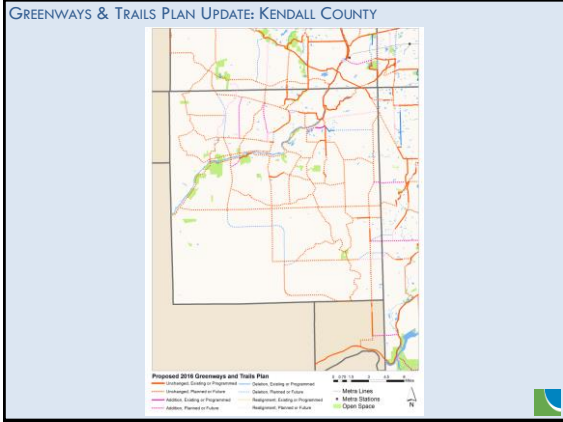 GREENWAYS & TRAILS PLAN UPDATE: KENDALL COUNTY
Proposed 2016 Greenways and Trails Plan
Unchanged, Existing or Programmed
Unchanged, Planned or Future
Addition, Existing or Programmed
Addition, Planned or Future
Deletion, Existing or Programmed
Deletion, Planned or Future
Realignment, Existing or Programmed
Realignment, Planned or Future
Metra Lines
Metra Stations
Open Space
N